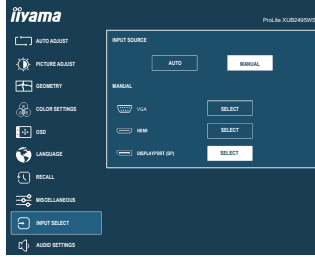 iiyama
ProLite XUB2495WS
AUTO ADJUST
PICTURE ADJUST
GEOMETRY
COLOR SETTINGS
OSD
LANGUAGE
RECALL
MISCELLANEOUS
INPUT SELECT
AUDIO SETTINGS
INPUT SOURCE
AUTO
MANUAL
MANUAL
VGA
SELECT
HDMI
SELECT
DISPLAYPORT (DP)
SELECT